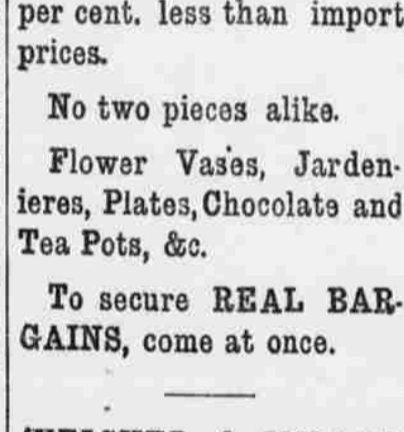 per cent. less than import
prices.
No two pieces alike.
Flower Vases, Jarden-
ieres, Plates, Chocolate and
Tea Pots, &c.
To secure REAL BAR-
GAINS, come at once.